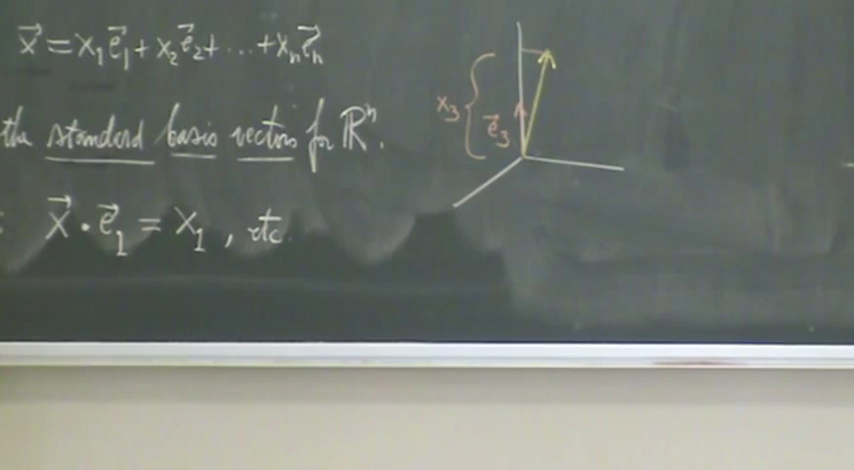 x⃗ = x₁e⃗₁ + x₂e⃗₂ + ... + xₙe⃗ₙ
the standard basis vectors for ℝⁿ.
: x⃗ · e⃗₁ = x₁, etc.
x₃ { e⃗₃